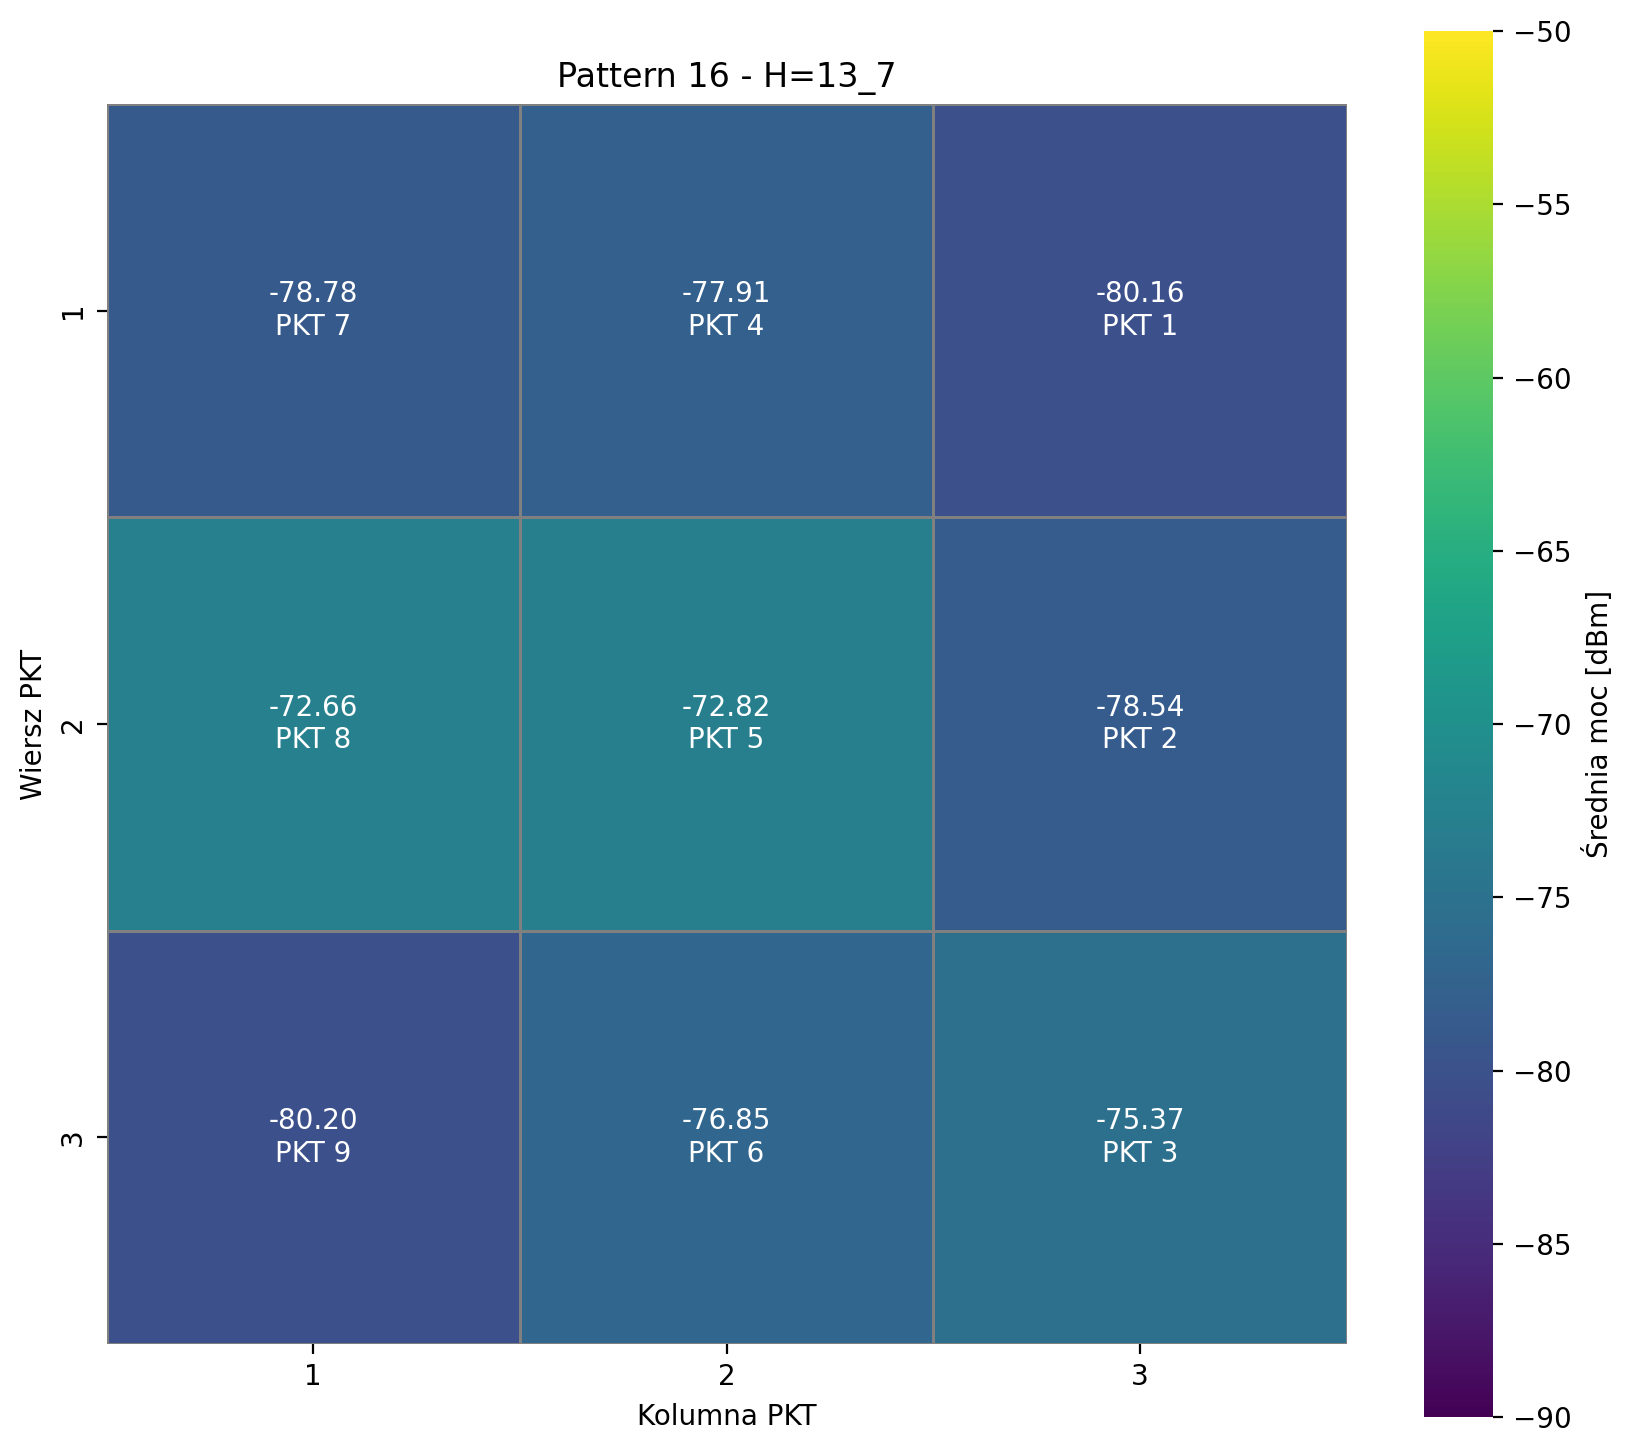 Pattern 16 - H=13_7
-78.78
PKT 7
-77.91
PKT 4
-80.16
PKT 1
-72.66
PKT 8
-72.82
PKT 5
-78.54
PKT 2
-80.20
PKT 9
-76.85
PKT 6
-75.37
PKT 3
1
2
3
Wiersz PKT
1
2
3
Kolumna PKT
−50
−55
−60
−65
−70
−75
−80
−85
−90
Średnia moc [dBm]